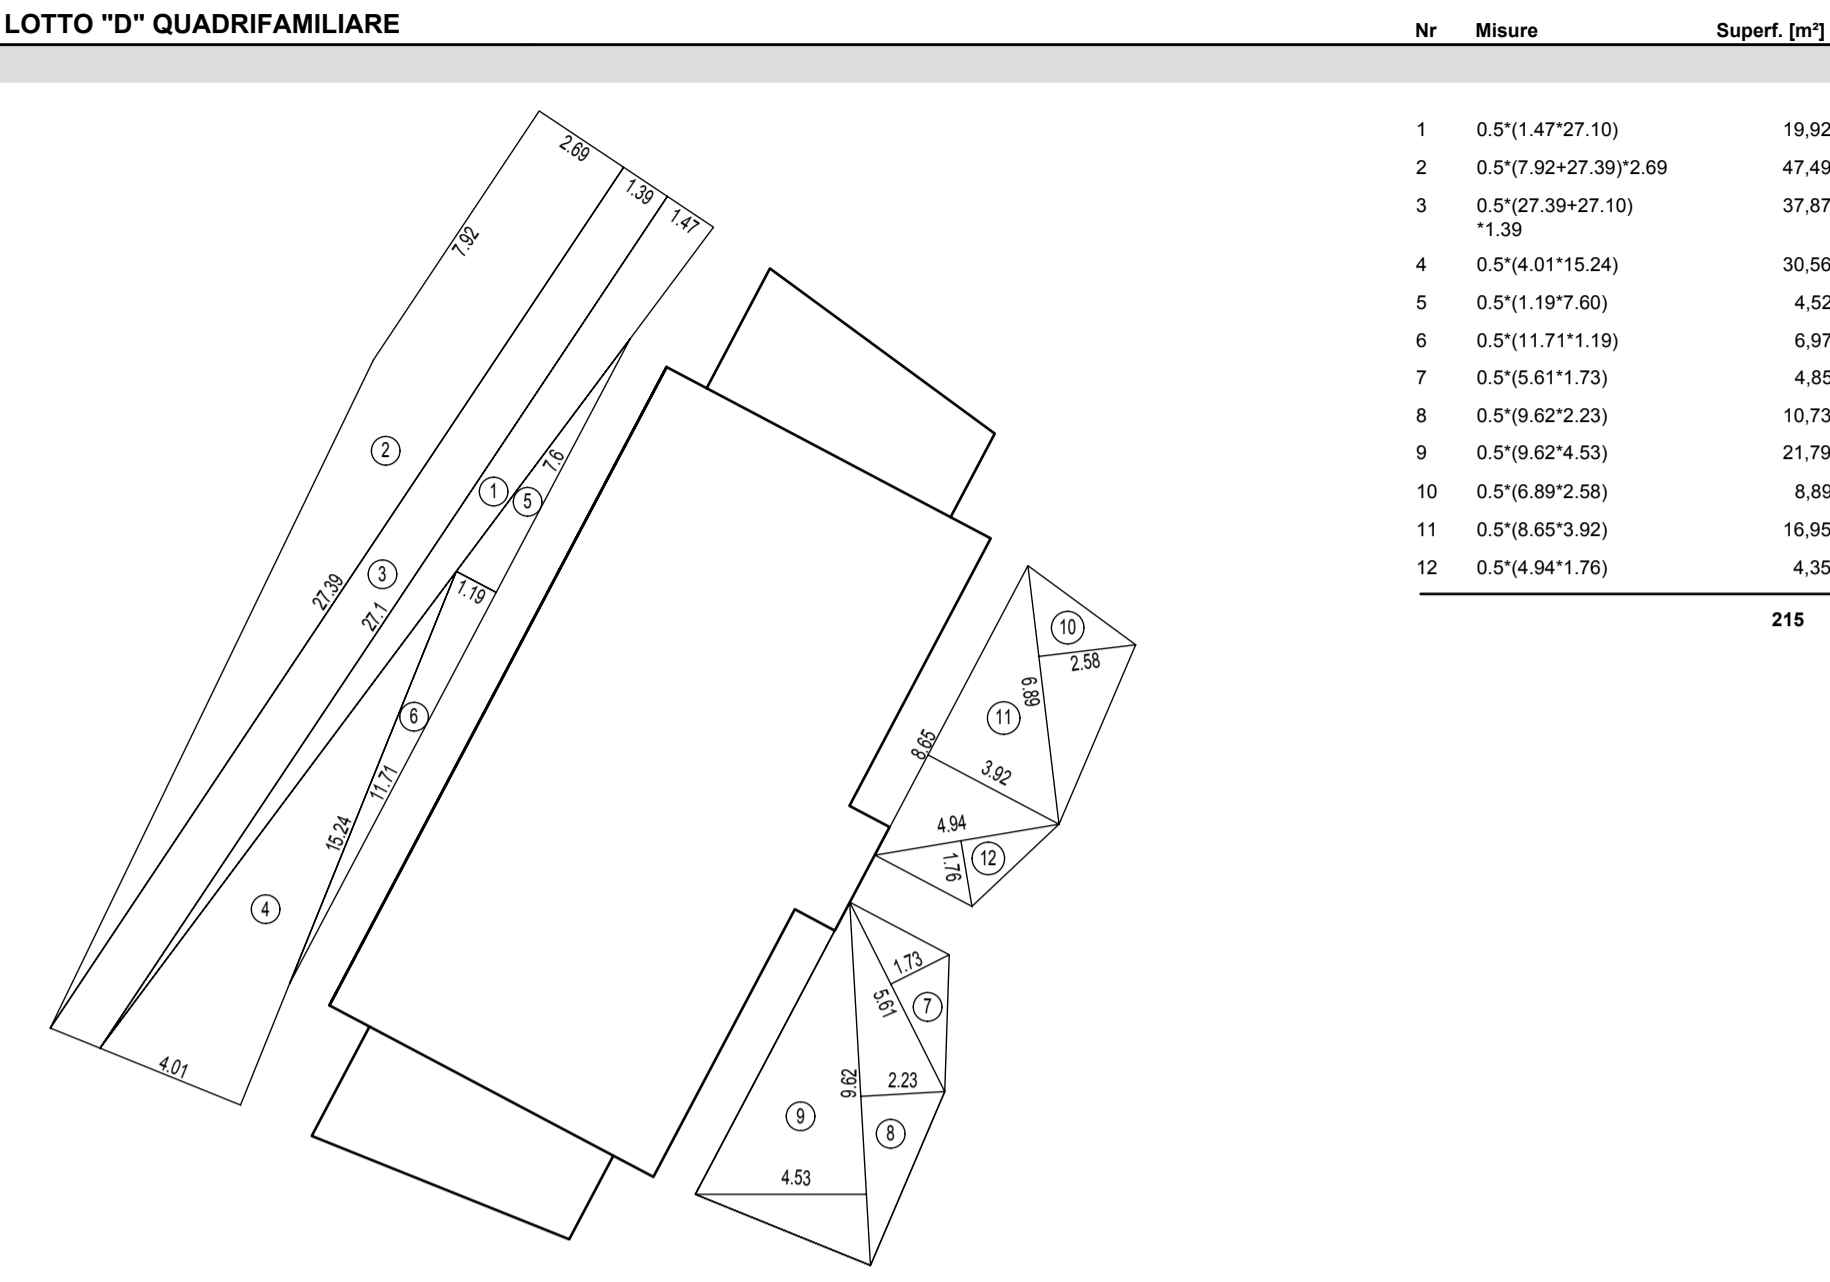 LOTTO "D" QUADRIFAMILIARE
Nr Misure Superf. [m²]
1 0.5*(1.47*27.10) 19,92
2 0.5*(7.92+27.39)*2.69 47,49
3 0.5*(27.39+27.10) 37,87
*1.39
4 0.5*(4.01*15.24) 30,56
5 0.5*(1.19*7.60) 4,52
6 0.5*(11.71*1.19) 6,97
7 0.5*(5.61*1.73) 4,85
8 0.5*(9.62*2.23) 10,73
9 0.5*(9.62*4.53) 21,79
10 0.5*(6.89*2.58) 8,89
11 0.5*(8.65*3.92) 16,95
12 0.5*(4.94*1.76) 4,35
215
2.69
1.39
1.47
7.92
2
7.6
1
5
3
27.39
27.1
1.19
10
2.58
6.89
11
6
8.65
3.92
11.71
15.24
4.94
1.76
12
4
1.73
5.61
7
4.01
9.62
2.23
9
8
4.53